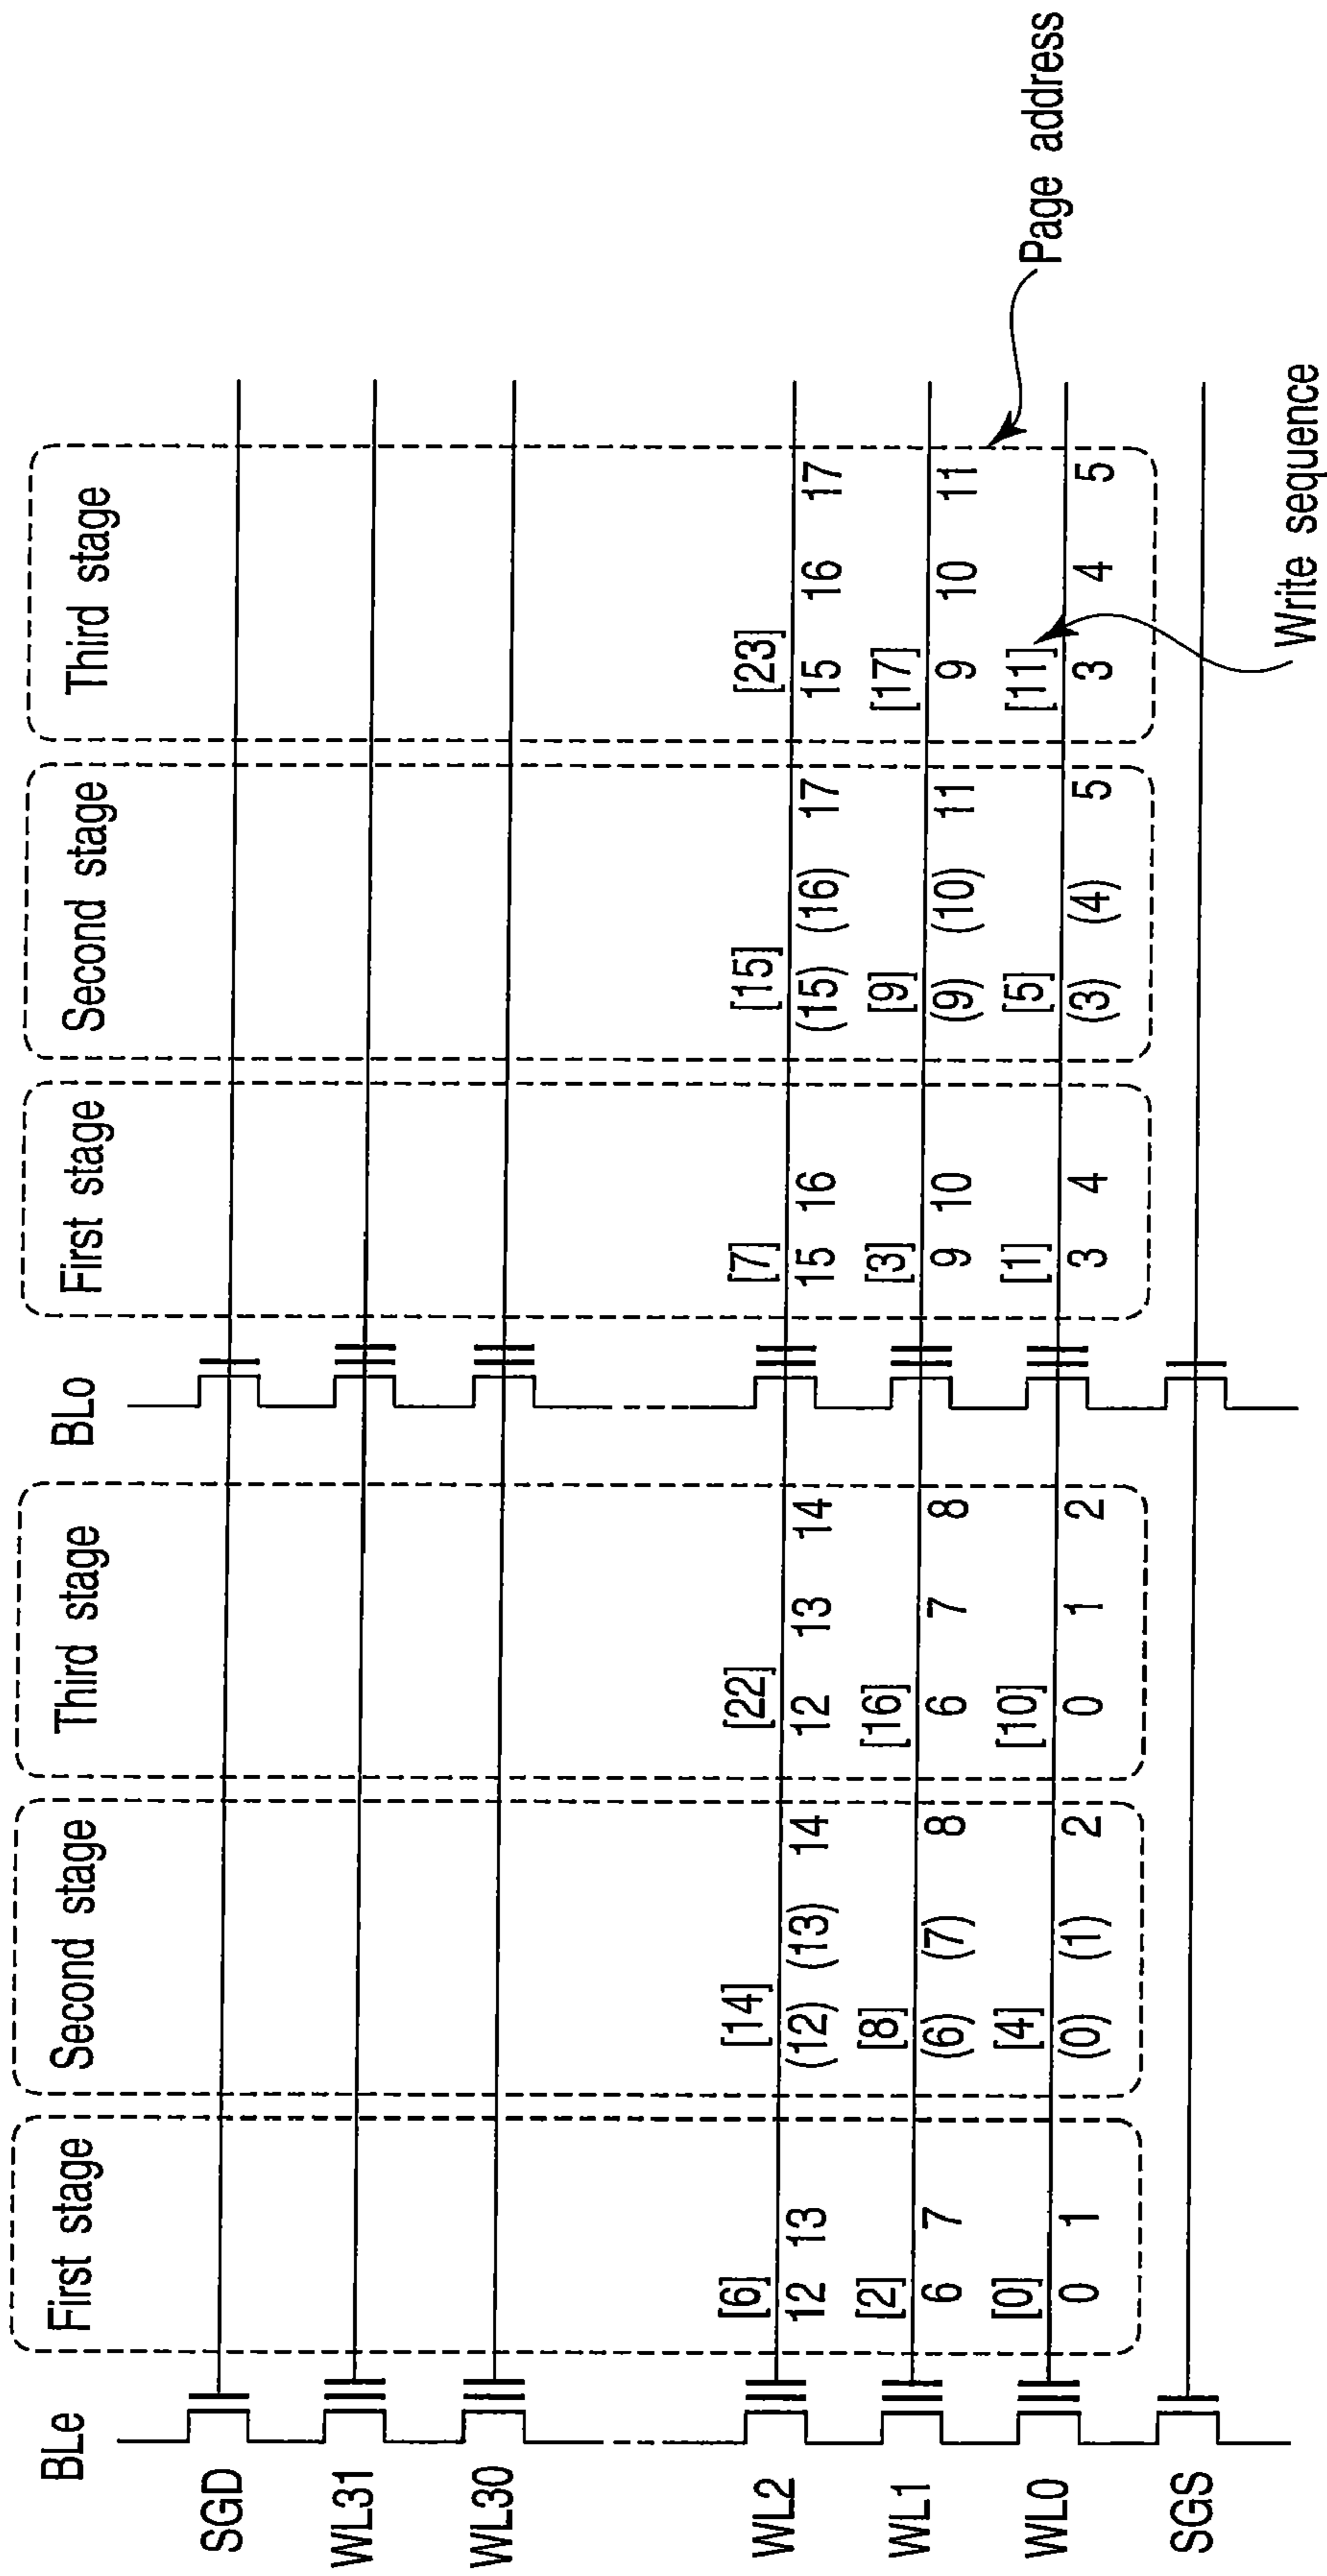 BLe First stage Second stage Third stage BLo First stage Second stage Third stage
SGD
WL31
WL30
[6] [14] [22] [7] [15] [23]
WL2 12 13 (12) (13) 14 12 13 14 15 16 (15) (16) 17 15 16 17
[2] [8] [16] [3] [9] [17]
WL1 6 7 (6) (7) 8 6 7 8 9 10 (9) (10) 11 9 10 11
[0] [4] [10] [1] [5] [11]
WL0 0 1 (0) (1) 2 0 1 2 3 4 (3) (4) 5 3 4 5
SGS
Page address
Write sequence